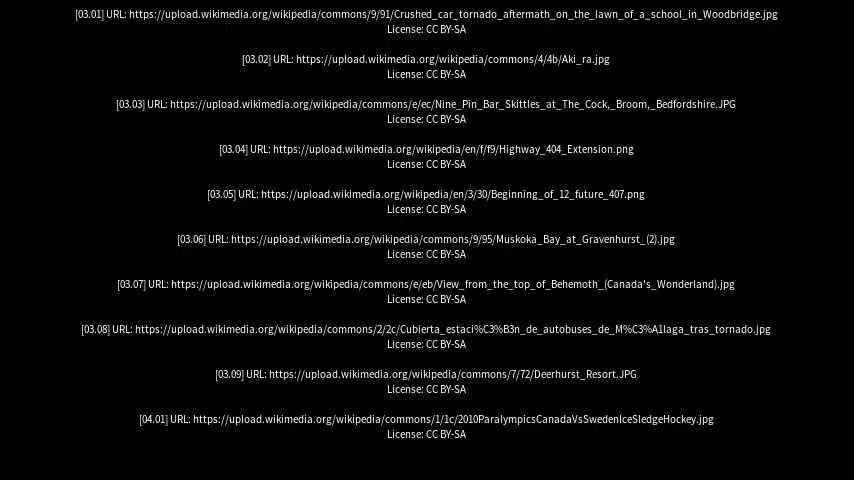 [03.01] URL: https://upload.wikimedia.org/wikipedia/commons/9/91/Crushed_car_tornado_aftermath_on_the_lawn_of_a_school_in_Woodbridge.jpg
License: CC BY-SA
[03.02] URL: https://upload.wikimedia.org/wikipedia/commons/4/4b/Aki_ra.jpg
License: CC BY-SA
[03.03] URL: https://upload.wikimedia.org/wikipedia/commons/e/ec/Nine_Pin_Bar_Skittles_at_The_Cock,_Broom,_Bedfordshire.JPG
License: CC BY-SA
[03.04] URL: https://upload.wikimedia.org/wikipedia/en/f/f9/Highway_404_Extension.png
License: CC BY-SA
[03.05] URL: https://upload.wikimedia.org/wikipedia/en/3/30/Beginning_of_12_future_407.png
License: CC BY-SA
[03.06] URL: https://upload.wikimedia.org/wikipedia/commons/9/95/Muskoka_Bay_at_Gravenhurst_(2).jpg
License: CC BY-SA
[03.07] URL: https://upload.wikimedia.org/wikipedia/commons/e/eb/View_from_the_top_of_Behemoth_(Canada's_Wonderland).jpg
License: CC BY-SA
[03.08] URL: https://upload.wikimedia.org/wikipedia/commons/2/2c/Cubierta_estaci%C3%B3n_de_autobuses_de_M%C3%A1laga_tras_tornado.jpg
License: CC BY-SA
[03.09] URL: https://upload.wikimedia.org/wikipedia/commons/7/72/Deerhurst_Resort.JPG
License: CC BY-SA
[04.01] URL: https://upload.wikimedia.org/wikipedia/commons/1/1c/2010ParalympicsCanadaVsSwedenIceSledgeHockey.jpg
License: CC BY-SA